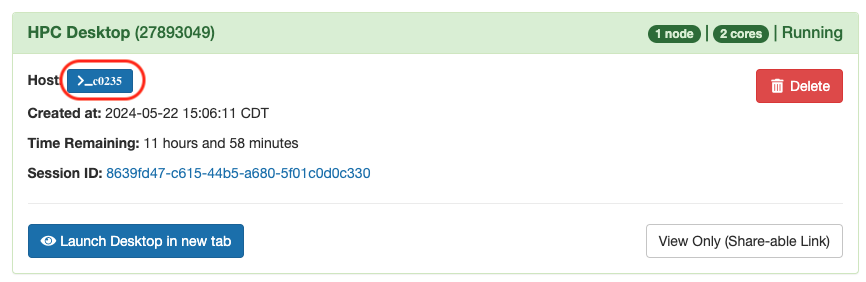 HPC Desktop (27893049) 1 node | 2 cores | Running
Host: >_c0235
Delete
Created at: 2024-05-22 15:06:11 CDT
Time Remaining: 11 hours and 58 minutes
Session ID: 8639fd47-c615-44b5-a680-5f01c0d0c330
Launch Desktop in new tab
View Only (Share-able Link)